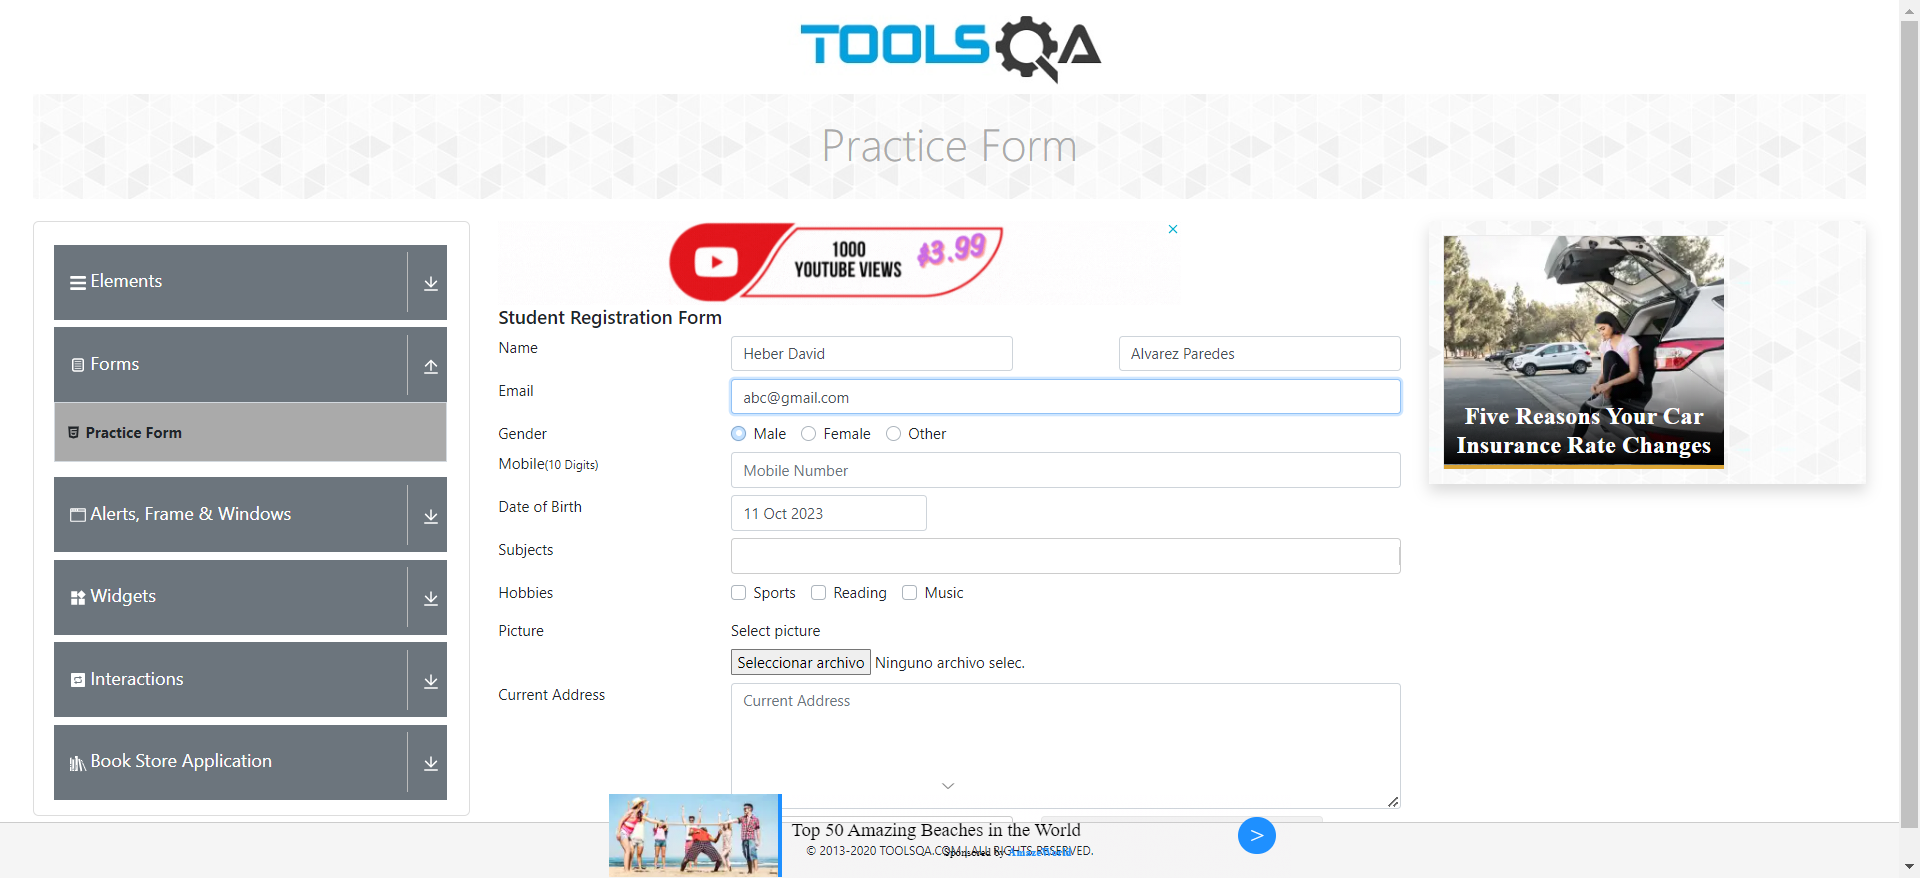 TOOLSQA
Practice Form
Elements
Forms
Practice Form
Alerts, Frame & Windows
Widgets
Interactions
Book Store Application
1000
YOUTUBE VIEWS
$3.99
Student Registration Form
Name
Heber David
Alvarez Paredes
Email
abc@gmail.com
Gender
Male
Female
Other
Mobile(10 Digits)
Mobile Number
Date of Birth
11 Oct 2023
Subjects
Hobbies
Sports
Reading
Music
Picture
Select picture
Seleccionar archivo Ninguno archivo selec.
Current Address
Current Address
Five Reasons Your Car
Insurance Rate Changes
Top 50 Amazing Beaches in the World
© 2013-2020 TOOLSQA.COM | ALL RIGHTS RESERVED.
Sponsored by AmazeWorld